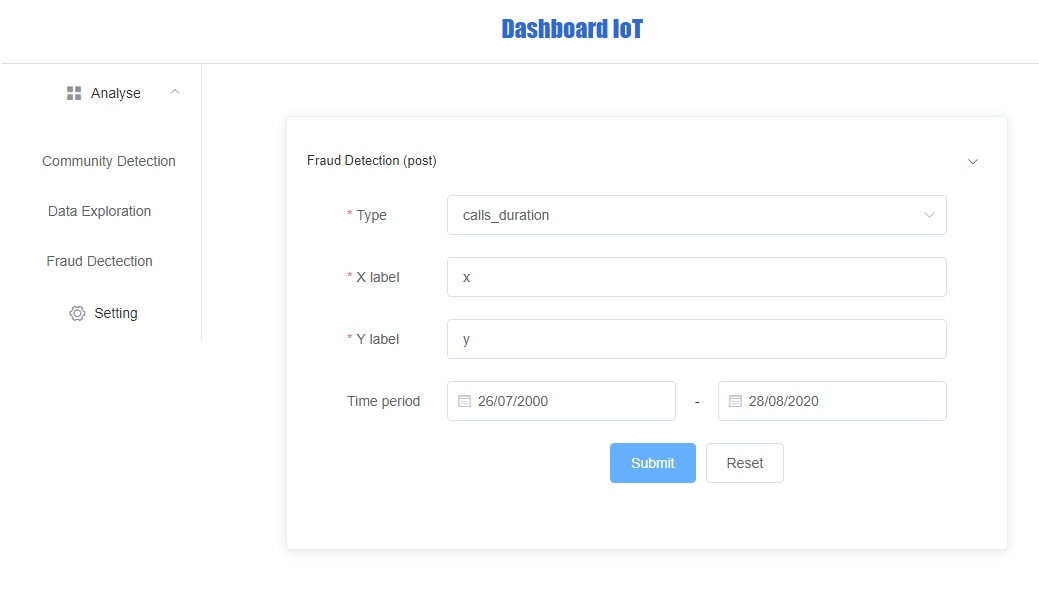 Dashboard IoT
Analyse
Community Detection
Data Exploration
Fraud Dectection
Setting
Fraud Detection (post)
* Type calls_duration
* X label x
* Y label y
Time period 26/07/2000 - 28/08/2020
Submit Reset